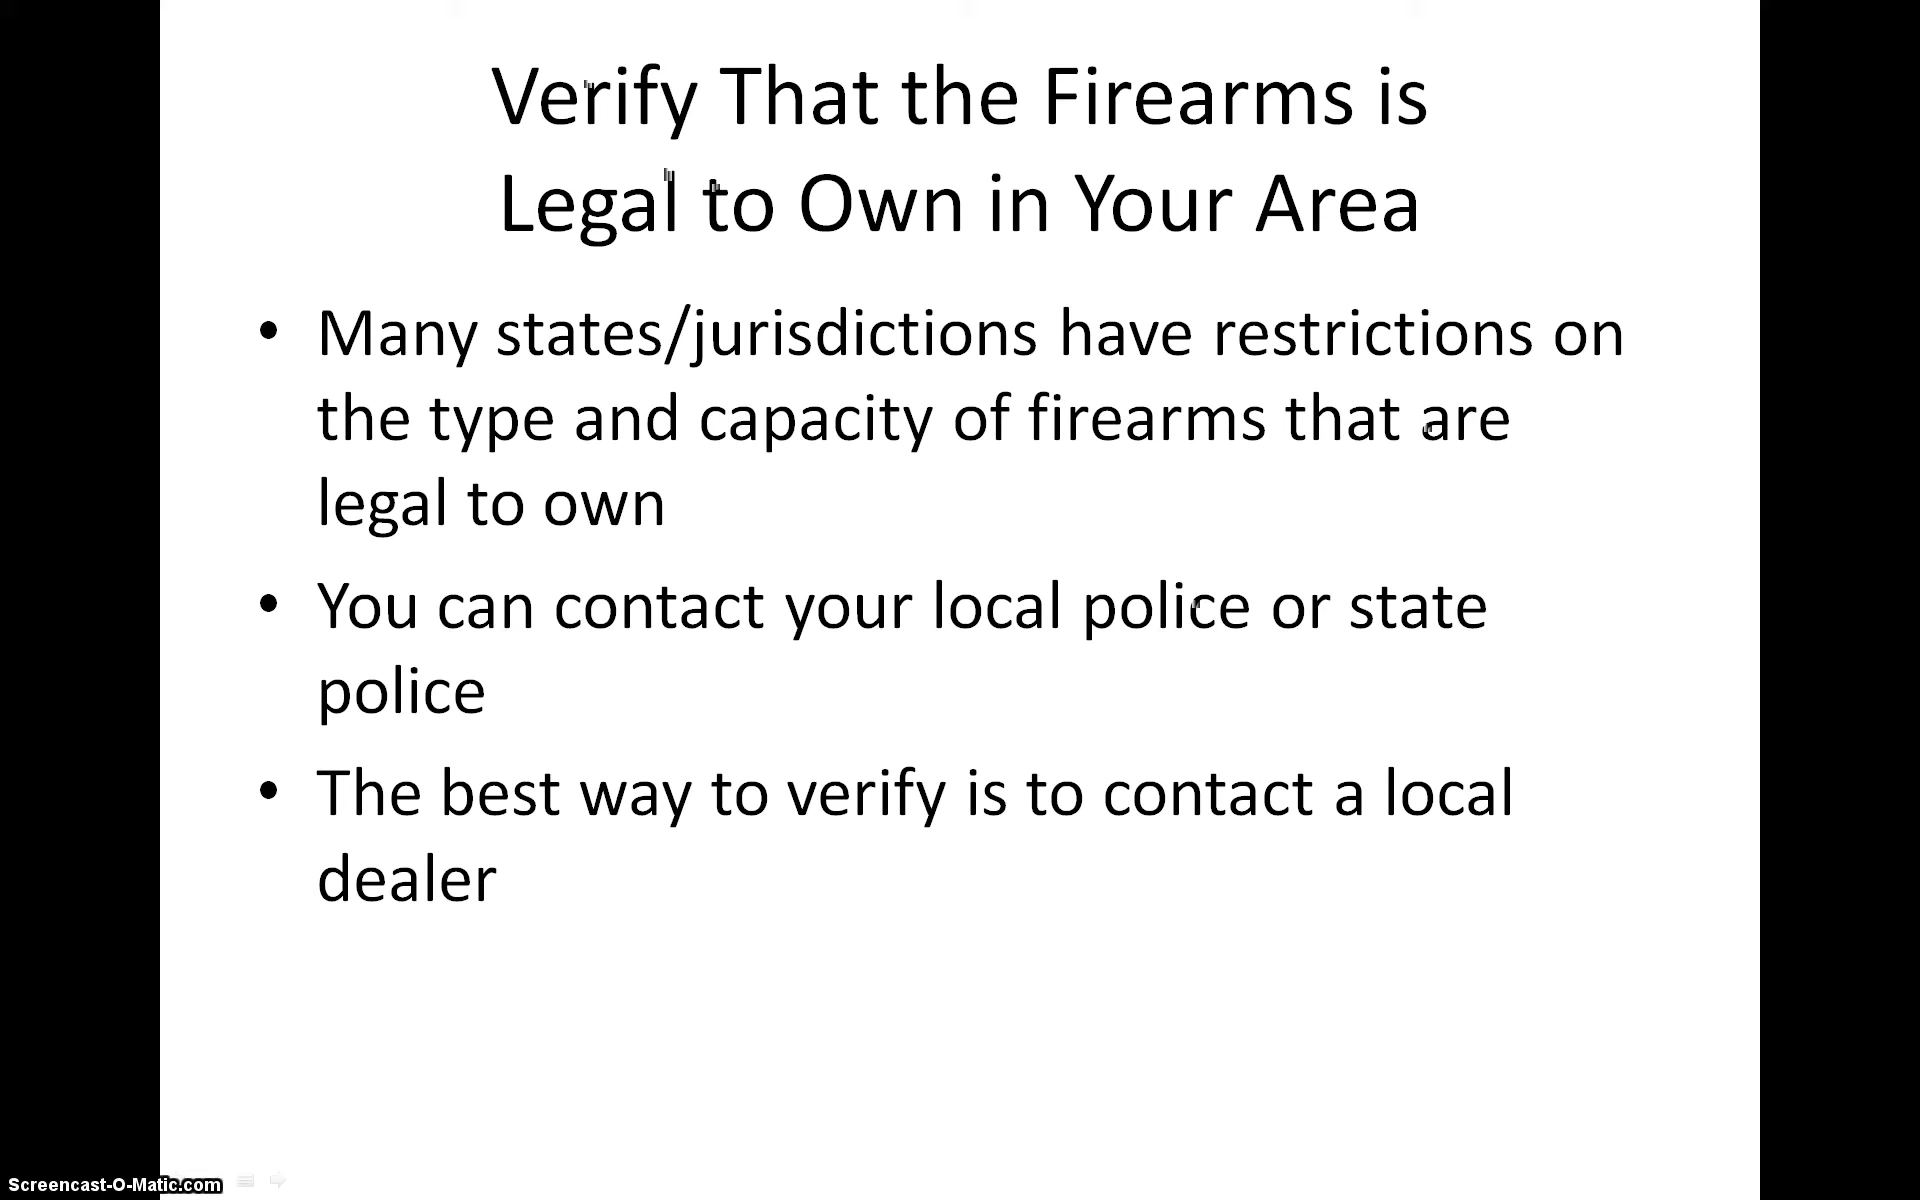 Verify That the Firearms is
Legal to Own in Your Area
• Many states/jurisdictions have restrictions on
the type and capacity of firearms that are
legal to own
• You can contact your local police or state
police
• The best way to verify is to contact a local
dealer
Screencast-O-Matic.com